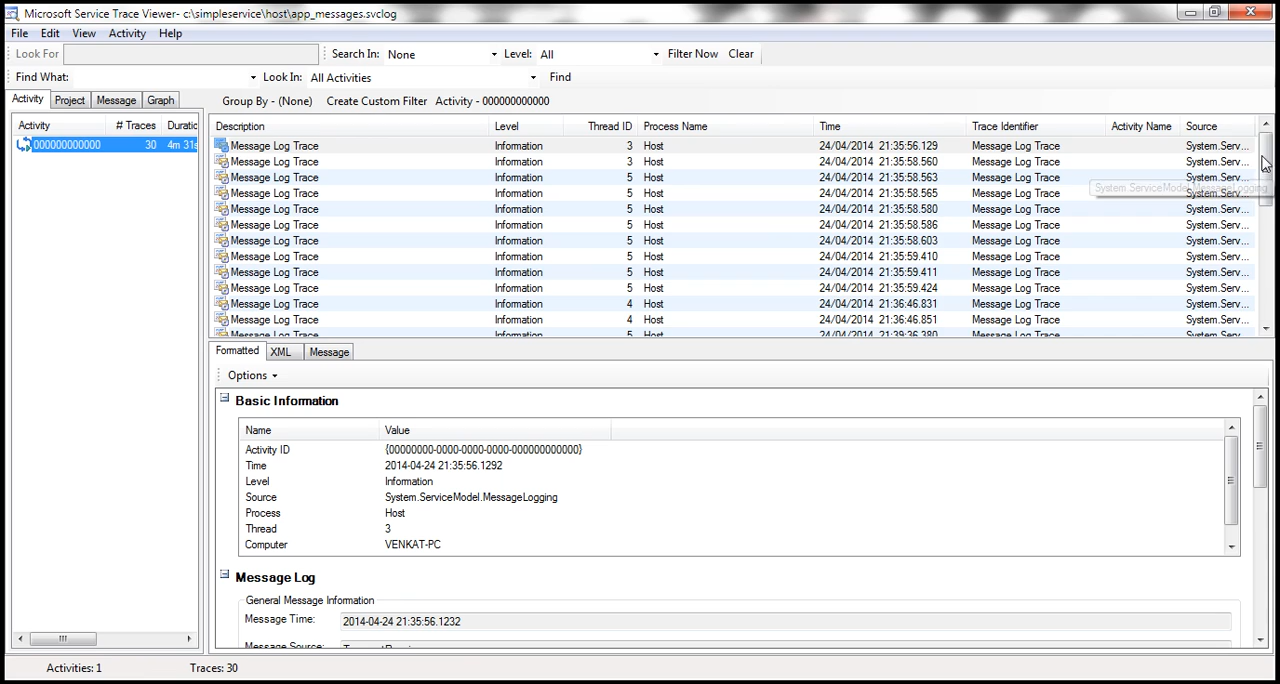 Microsoft Service Trace Viewer- c:\simpleservice\host\app_messages.svclog
File Edit View Activity Help
Look For Search In: None Level: All Filter Now Clear
Find What: Look In: All Activities Find
Activity Project Message Graph Group By - (None) Create Custom Filter Activity - 000000000000
Activity # Traces Duratic Description Level Thread ID Process Name Time Trace Identifier Activity Name Source
000000000000 30 4m 31s Message Log Trace Information 3 Host 24/04/2014 21:35:56.129 Message Log Trace System.Serv...
Message Log Trace Information 3 Host 24/04/2014 21:35:58.560 Message Log Trace System.Serv...
Message Log Trace Information 5 Host 24/04/2014 21:35:58.563 Message Log Trace System.Serv...
System.ServiceModel.MessageLogging
Message Log Trace Information 5 Host 24/04/2014 21:35:58.565 Message Log Trace System.Serv...
Message Log Trace Information 5 Host 24/04/2014 21:35:58.580 Message Log Trace System.Serv...
Message Log Trace Information 5 Host 24/04/2014 21:35:58.586 Message Log Trace System.Serv...
Message Log Trace Information 5 Host 24/04/2014 21:35:58.603 Message Log Trace System.Serv...
Message Log Trace Information 5 Host 24/04/2014 21:35:59.410 Message Log Trace System.Serv...
Message Log Trace Information 5 Host 24/04/2014 21:35:59.411 Message Log Trace System.Serv...
Message Log Trace Information 5 Host 24/04/2014 21:35:59.424 Message Log Trace System.Serv...
Message Log Trace Information 4 Host 24/04/2014 21:36:46.831 Message Log Trace System.Serv...
Message Log Trace Information 4 Host 24/04/2014 21:36:46.851 Message Log Trace System.Serv...
Message Log Trace Information 5 Host 24/04/2014 21:39:36.380 Message Log Trace System.Serv...
Formatted XML Message
Options
Basic Information
Name Value
Activity ID {00000000-0000-0000-0000-000000000000}
Time 2014-04-24 21:35:56.1292
Level Information
Source System.ServiceModel.MessageLogging
Process Host
Thread 3
Computer VENKAT-PC
Message Log
General Message Information
Message Time: 2014-04-24 21:35:56.1232
Message Source:
Activities: 1 Traces: 30